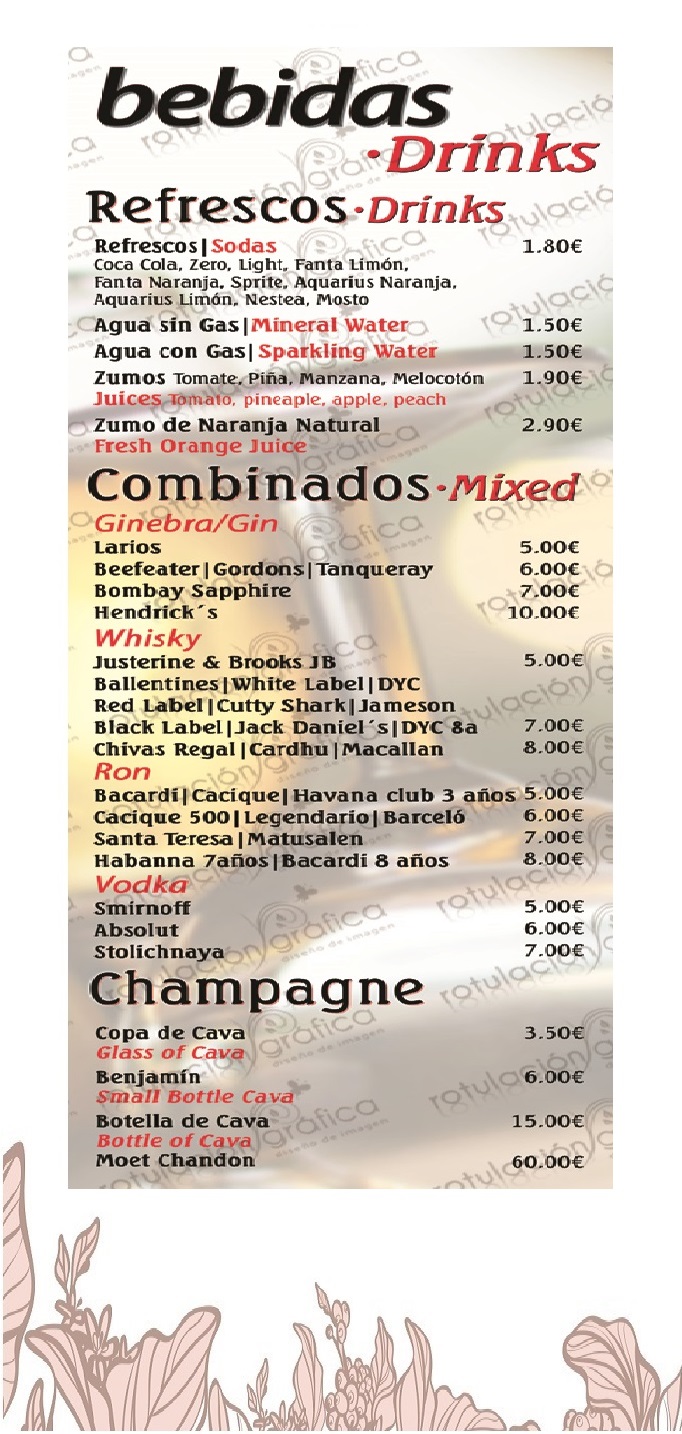 bebidas
·Drinks
Refrescos·Drinks
Refrescos|Sodas 1.80€
Coca Cola, Zero, Light, Fanta Limón,
Fanta Naranja, Sprite, Aquarius Naranja,
Aquarius Limón, Nestea, Mosto
Agua sin Gas|Mineral Water 1.50€
Agua con Gas|Sparkling Water 1.50€
Zumos Tomate, Piña, Manzana, Melocotón 1.90€
Juices Tomato, pineaple, apple, peach
Zumo de Naranja Natural 2.90€
Fresh Orange Juice
Combinados·Mixed
Ginebra/Gin
Larios 5.00€
Beefeater|Gordons|Tanqueray 6.00€
Bombay Sapphire 7.00€
Hendrick´s 10.00€
Whisky
Justerine & Brooks JB 5.00€
Ballentines|White Label|DYC
Red Label|Cutty Shark|Jameson
Black Label|Jack Daniel´s|DYC 8a 7.00€
Chivas Regal|Cardhu|Macallan 8.00€
Ron
Bacardi|Cacique|Havana club 3 años 5.00€
Cacique 500|Legendario|Barceló 6.00€
Santa Teresa|Matusalen 7.00€
Habanna 7años|Bacardi 8 años 8.00€
Vodka
Smirnoff 5.00€
Absolut 6.00€
Stolichnaya 7.00€
Champagne
Copa de Cava 3.50€
Glass of Cava
Benjamín 6.00€
Small Bottle Cava
Botella de Cava 15.00€
Bottle of Cava
Moet Chandon 60.00€
rotulación gráfica
diseño de imagen